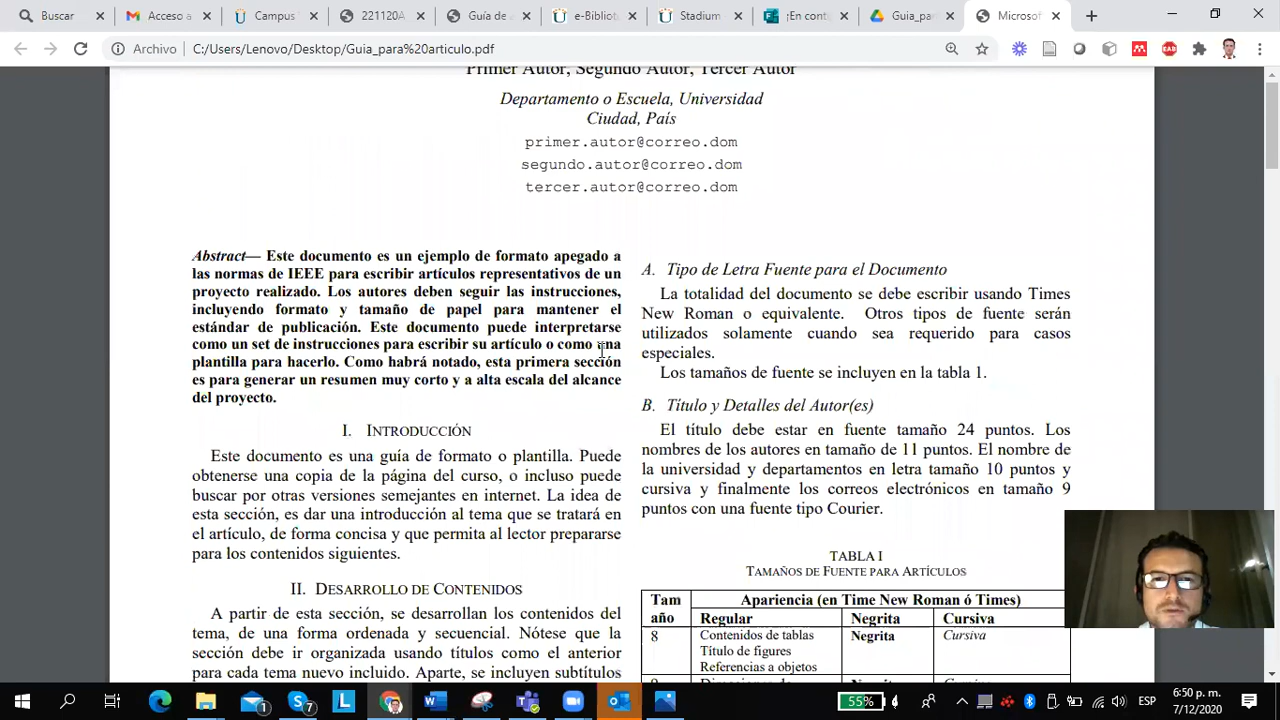 Buscar
Acceso a
Campus
221120A
Guía de
e-Bibliot
Stadium
¡En conti
Guia_par
Microsof
Archivo
C:/Users/Lenovo/Desktop/Guia_para%20articulo.pdf
Primer Autor, Segundo Autor, Tercer Autor
Departamento o Escuela, Universidad
Ciudad, País
primer.autor@correo.dom
segundo.autor@correo.dom
tercer.autor@correo.dom
Abstract— Este documento es un ejemplo de formato apegado a
las normas de IEEE para escribir artículos representativos de un
proyecto realizado. Los autores deben seguir las instrucciones,
incluyendo formato y tamaño de papel para mantener el
estándar de publicación. Este documento puede interpretarse
como un set de instrucciones para escribir su artículo o como una
plantilla para hacerlo. Como habrá notado, esta primera sección
es para generar un resumen muy corto y a alta escala del alcance
del proyecto.
I. INTRODUCCIÓN
Este documento es una guía de formato o plantilla. Puede
obtenerse una copia de la página del curso, o incluso puede
buscar por otras versiones semejantes en internet. La idea de
esta sección, es dar una introducción al tema que se tratará en
el artículo, de forma concisa y que permita al lector prepararse
para los contenidos siguientes.
II. DESARROLLO DE CONTENIDOS
A partir de esta sección, se desarrollan los contenidos del
tema, de una forma ordenada y secuencial. Nótese que la
sección debe ir organizada usando títulos como el anterior
para cada tema nuevo incluido. Aparte, se incluyen subtítulos
A. Tipo de Letra Fuente para el Documento
La totalidad del documento se debe escribir usando Times
New Roman o equivalente. Otros tipos de fuente serán
utilizados solamente cuando sea requerido para casos
especiales.
Los tamaños de fuente se incluyen en la tabla 1.
B. Título y Detalles del Autor(es)
El título debe estar en fuente tamaño 24 puntos. Los
nombres de los autores en tamaño de 11 puntos. El nombre de
la universidad y departamentos en letra tamaño 10 puntos y
cursiva y finalmente los correos electrónicos en tamaño 9
puntos con una fuente tipo Courier.
TABLA I
TAMAÑOS DE FUENTE PARA ARTÍCULOS
Tam
año
Apariencia (en Time New Roman ó Times)
Regular Negrita Cursiva
8 Contenidos de tablas Negrita Cursiva
Título de figures
Referencias a objetos
55%
ESP
6:50 p. m.
7/12/2020